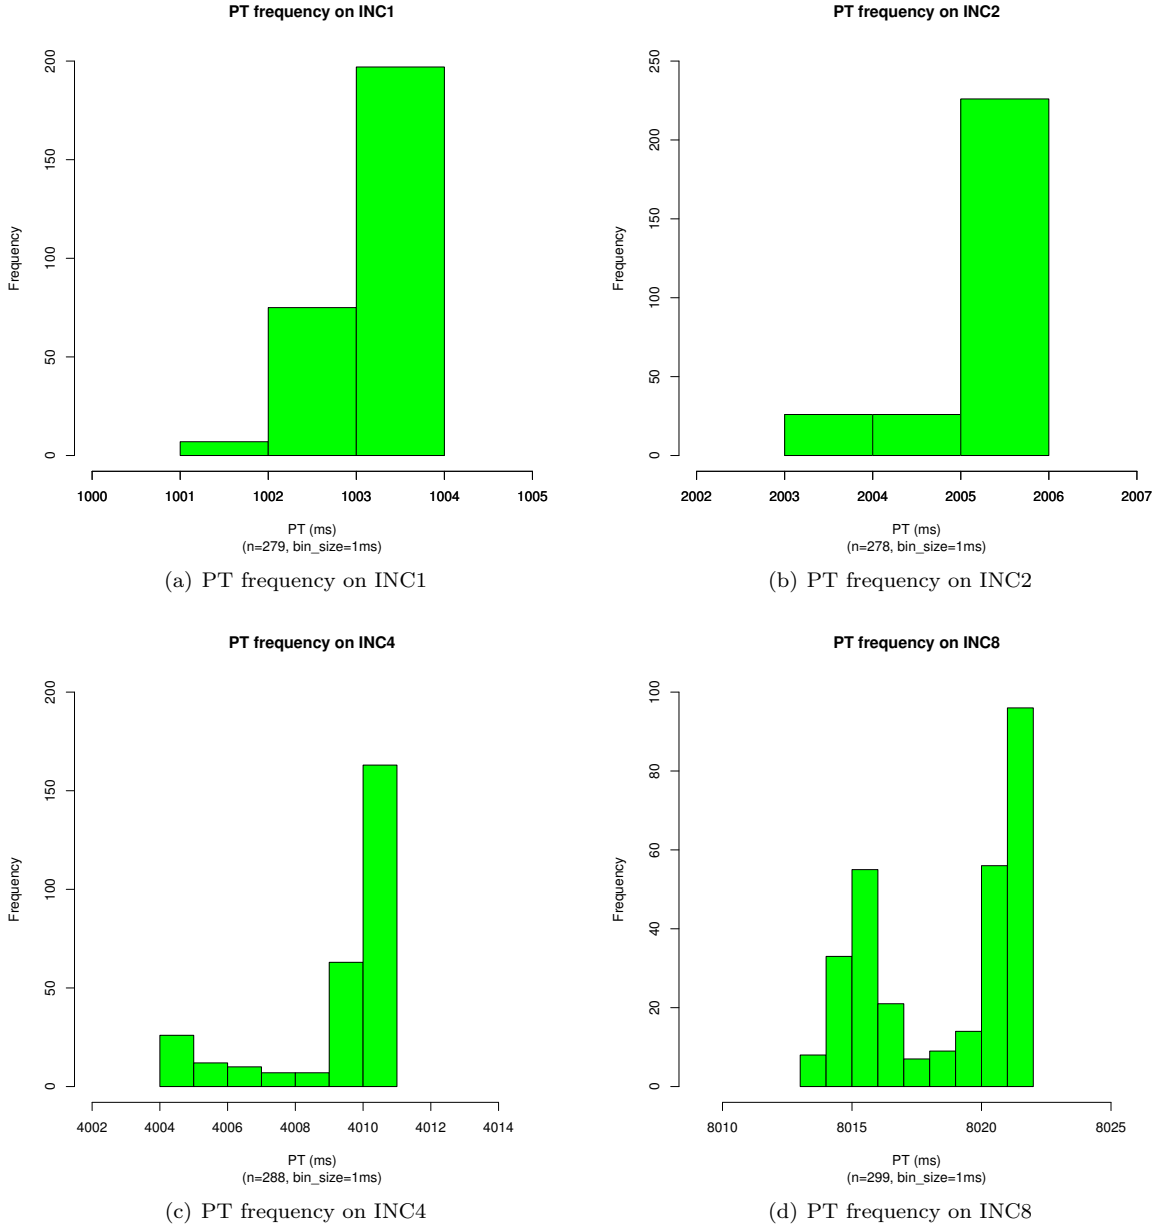 PT frequency on INC1
Frequency
0
50
100
150
200
1000 1001 1002 1003 1004 1005
PT (ms)
(n=279, bin_size=1ms)
(a) PT frequency on INC1
PT frequency on INC2
Frequency
0
50
100
150
200
250
2002 2003 2004 2005 2006 2007
PT (ms)
(n=278, bin_size=1ms)
(b) PT frequency on INC2
PT frequency on INC4
Frequency
0
50
100
150
200
4002 4004 4006 4008 4010 4012 4014
PT (ms)
(n=288, bin_size=1ms)
(c) PT frequency on INC4
PT frequency on INC8
Frequency
0
20
40
60
80
100
8010 8015 8020 8025
PT (ms)
(n=299, bin_size=1ms)
(d) PT frequency on INC8